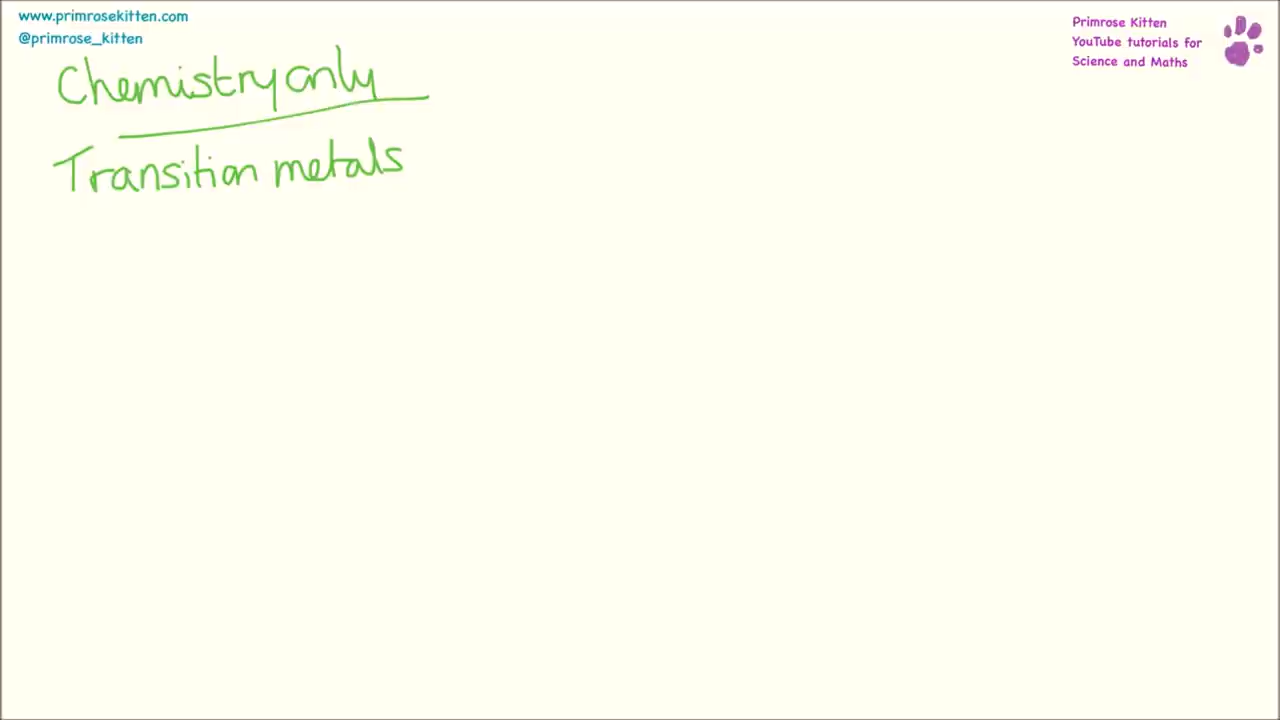 www.primrosekitten.com
@primrose_kitten
Primrose Kitten
YouTube tutorials for
Science and Maths
Chemistry only
Transition metals